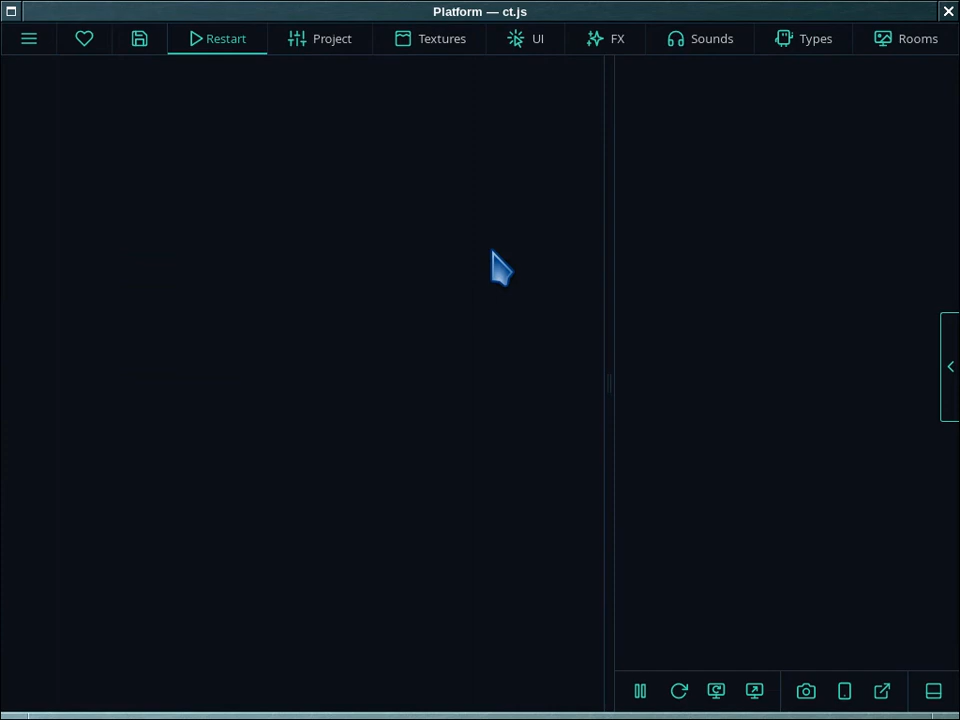 Platform — ct.js
Restart Project Textures UI FX Sounds Types Rooms